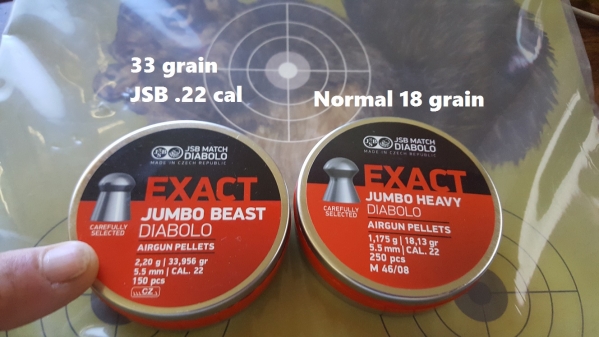 33 grain
JSB .22 cal
Normal 18 grain
JSB MATCH
DIABOLO
MADE IN CZECH REPUBLIC
EXACT
JUMBO BEAST
DIABOLO
CAREFULLY
SELECTED
AIRGUN PELLETS
2,20 g | 33,956 gr
5.5 mm | CAL. 22
150 pcs
CZ
JSB MATCH
DIABOLO
MADE IN CZECH REPUBLIC
EXACT
JUMBO HEAVY
DIABOLO
CAREFULLY
SELECTED
AIRGUN PELLETS
1,175 g | 18,13 gr
5.5 mm | CAL. 22
250 pcs
M 46/08